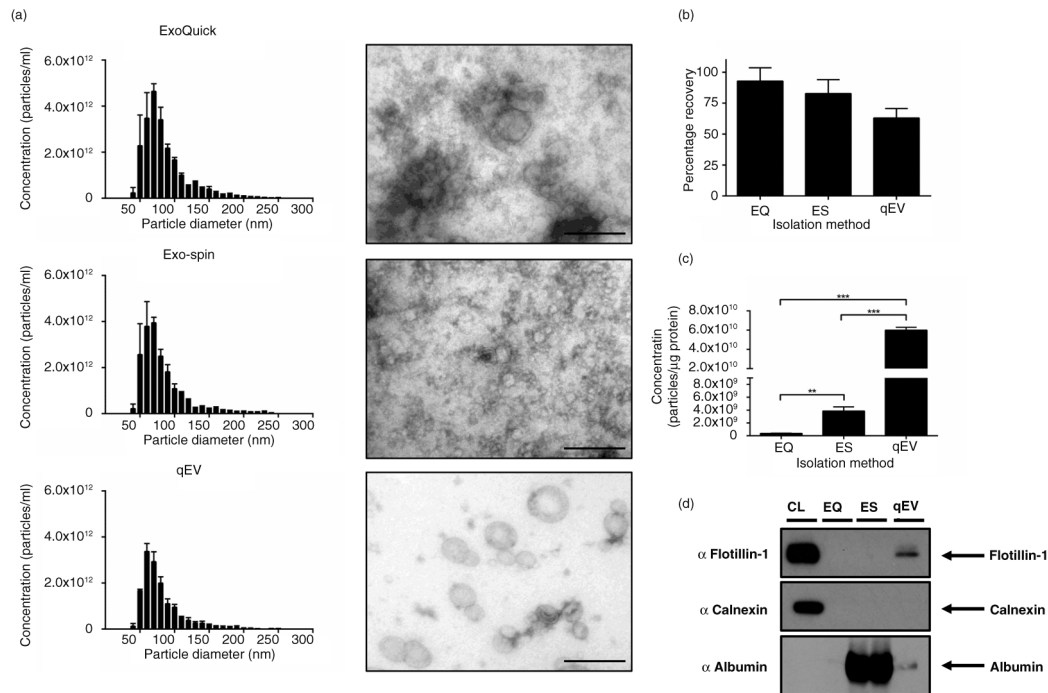 (a)
ExoQuick
Concentration (particles/ml)
6.0x10¹²
4.0x10¹²
2.0x10¹²
0
50 100 150 200 250 300
Particle diameter (nm)
Exo-spin
Concentration (particles/ml)
6.0x10¹²
4.0x10¹²
2.0x10¹²
0
50 100 150 200 250 300
Particle diameter (nm)
qEV
Concentration (particles/ml)
6.0x10¹²
4.0x10¹²
2.0x10¹²
0
50 100 150 200 250 300
Particle diameter (nm)
(b)
Percentage recovery
100
75
50
25
0
EQ ES qEV
Isolation method
(c)
Concentratin
(particles/µg protein)
8.0x10¹⁰
6.0x10¹⁰
4.0x10¹⁰
2.0x10¹⁰
8.0x10⁹
6.0x10⁹
4.0x10⁹
2.0x10⁹
0
***
***
**
EQ ES qEV
Isolation method
(d)
CL EQ ES qEV
α Flotillin-1 Flotillin-1
α Calnexin Calnexin
α Albumin Albumin